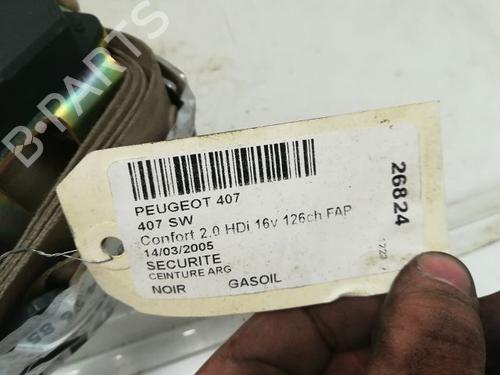 PEUGEOT 407
407 SW
Confort 2.0 HDi 16v 126ch FAP
14/03/2005
SECURITE
CEINTURE ARG
NOIR GASOIL
26824
B-PARTS